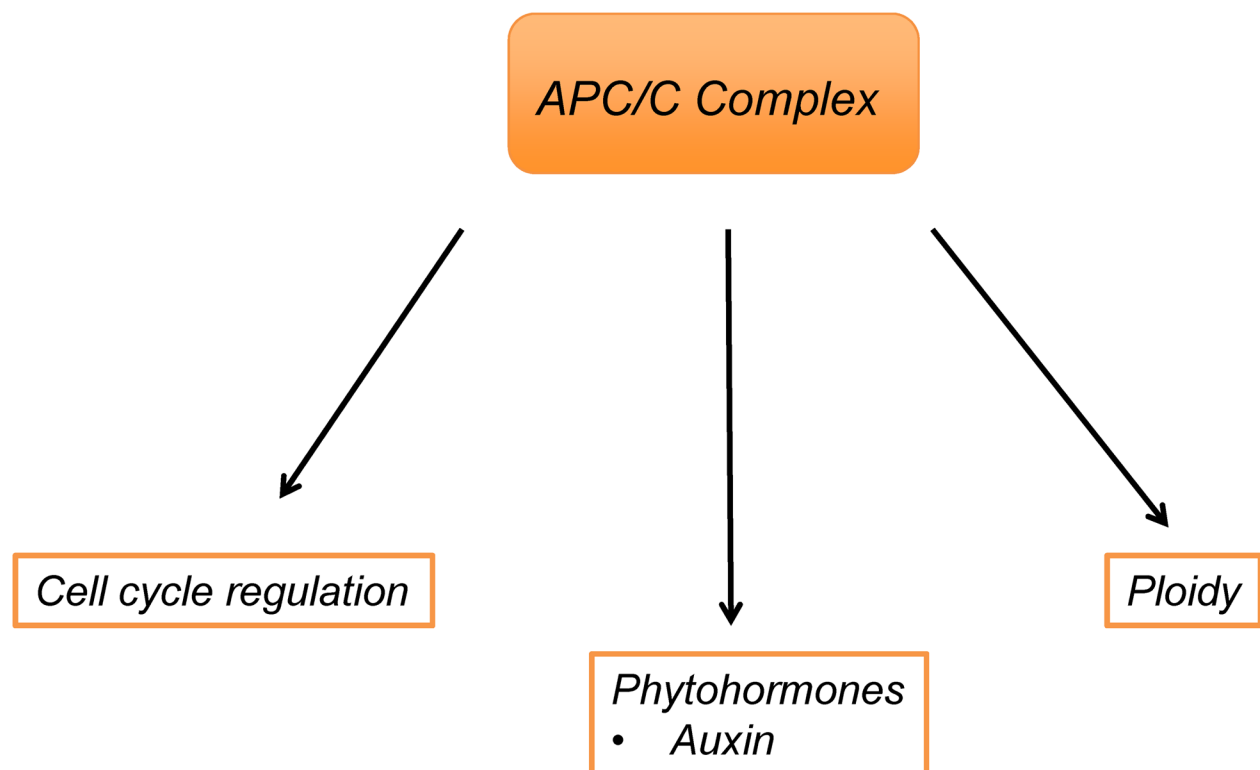 APC/C Complex
Cell cycle regulation
Ploidy
Phytohormones
• Auxin